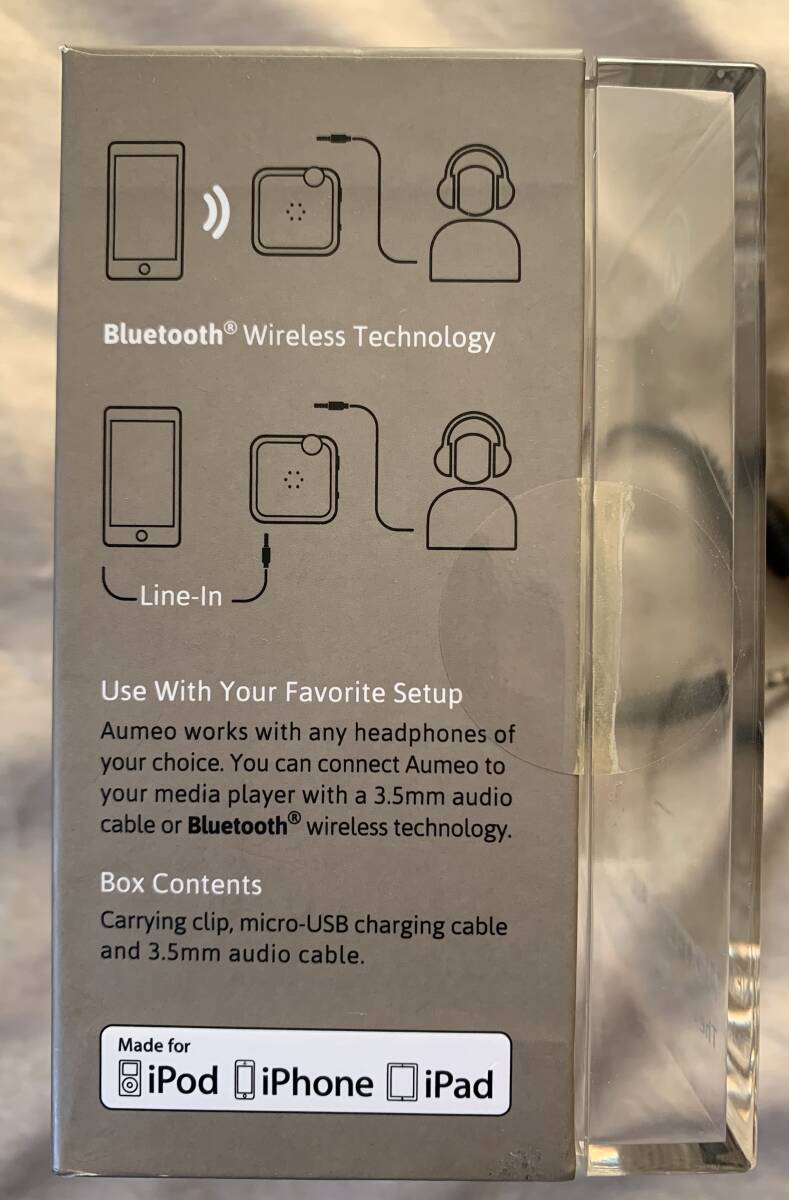 Bluetooth® Wireless Technology
Line-In
Use With Your Favorite Setup
Aumeo works with any headphones of
your choice. You can connect Aumeo to
your media player with a 3.5mm audio
cable or Bluetooth® wireless technology.
Box Contents
Carrying clip, micro-USB charging cable
and 3.5mm audio cable.
Made for
iPod iPhone iPad